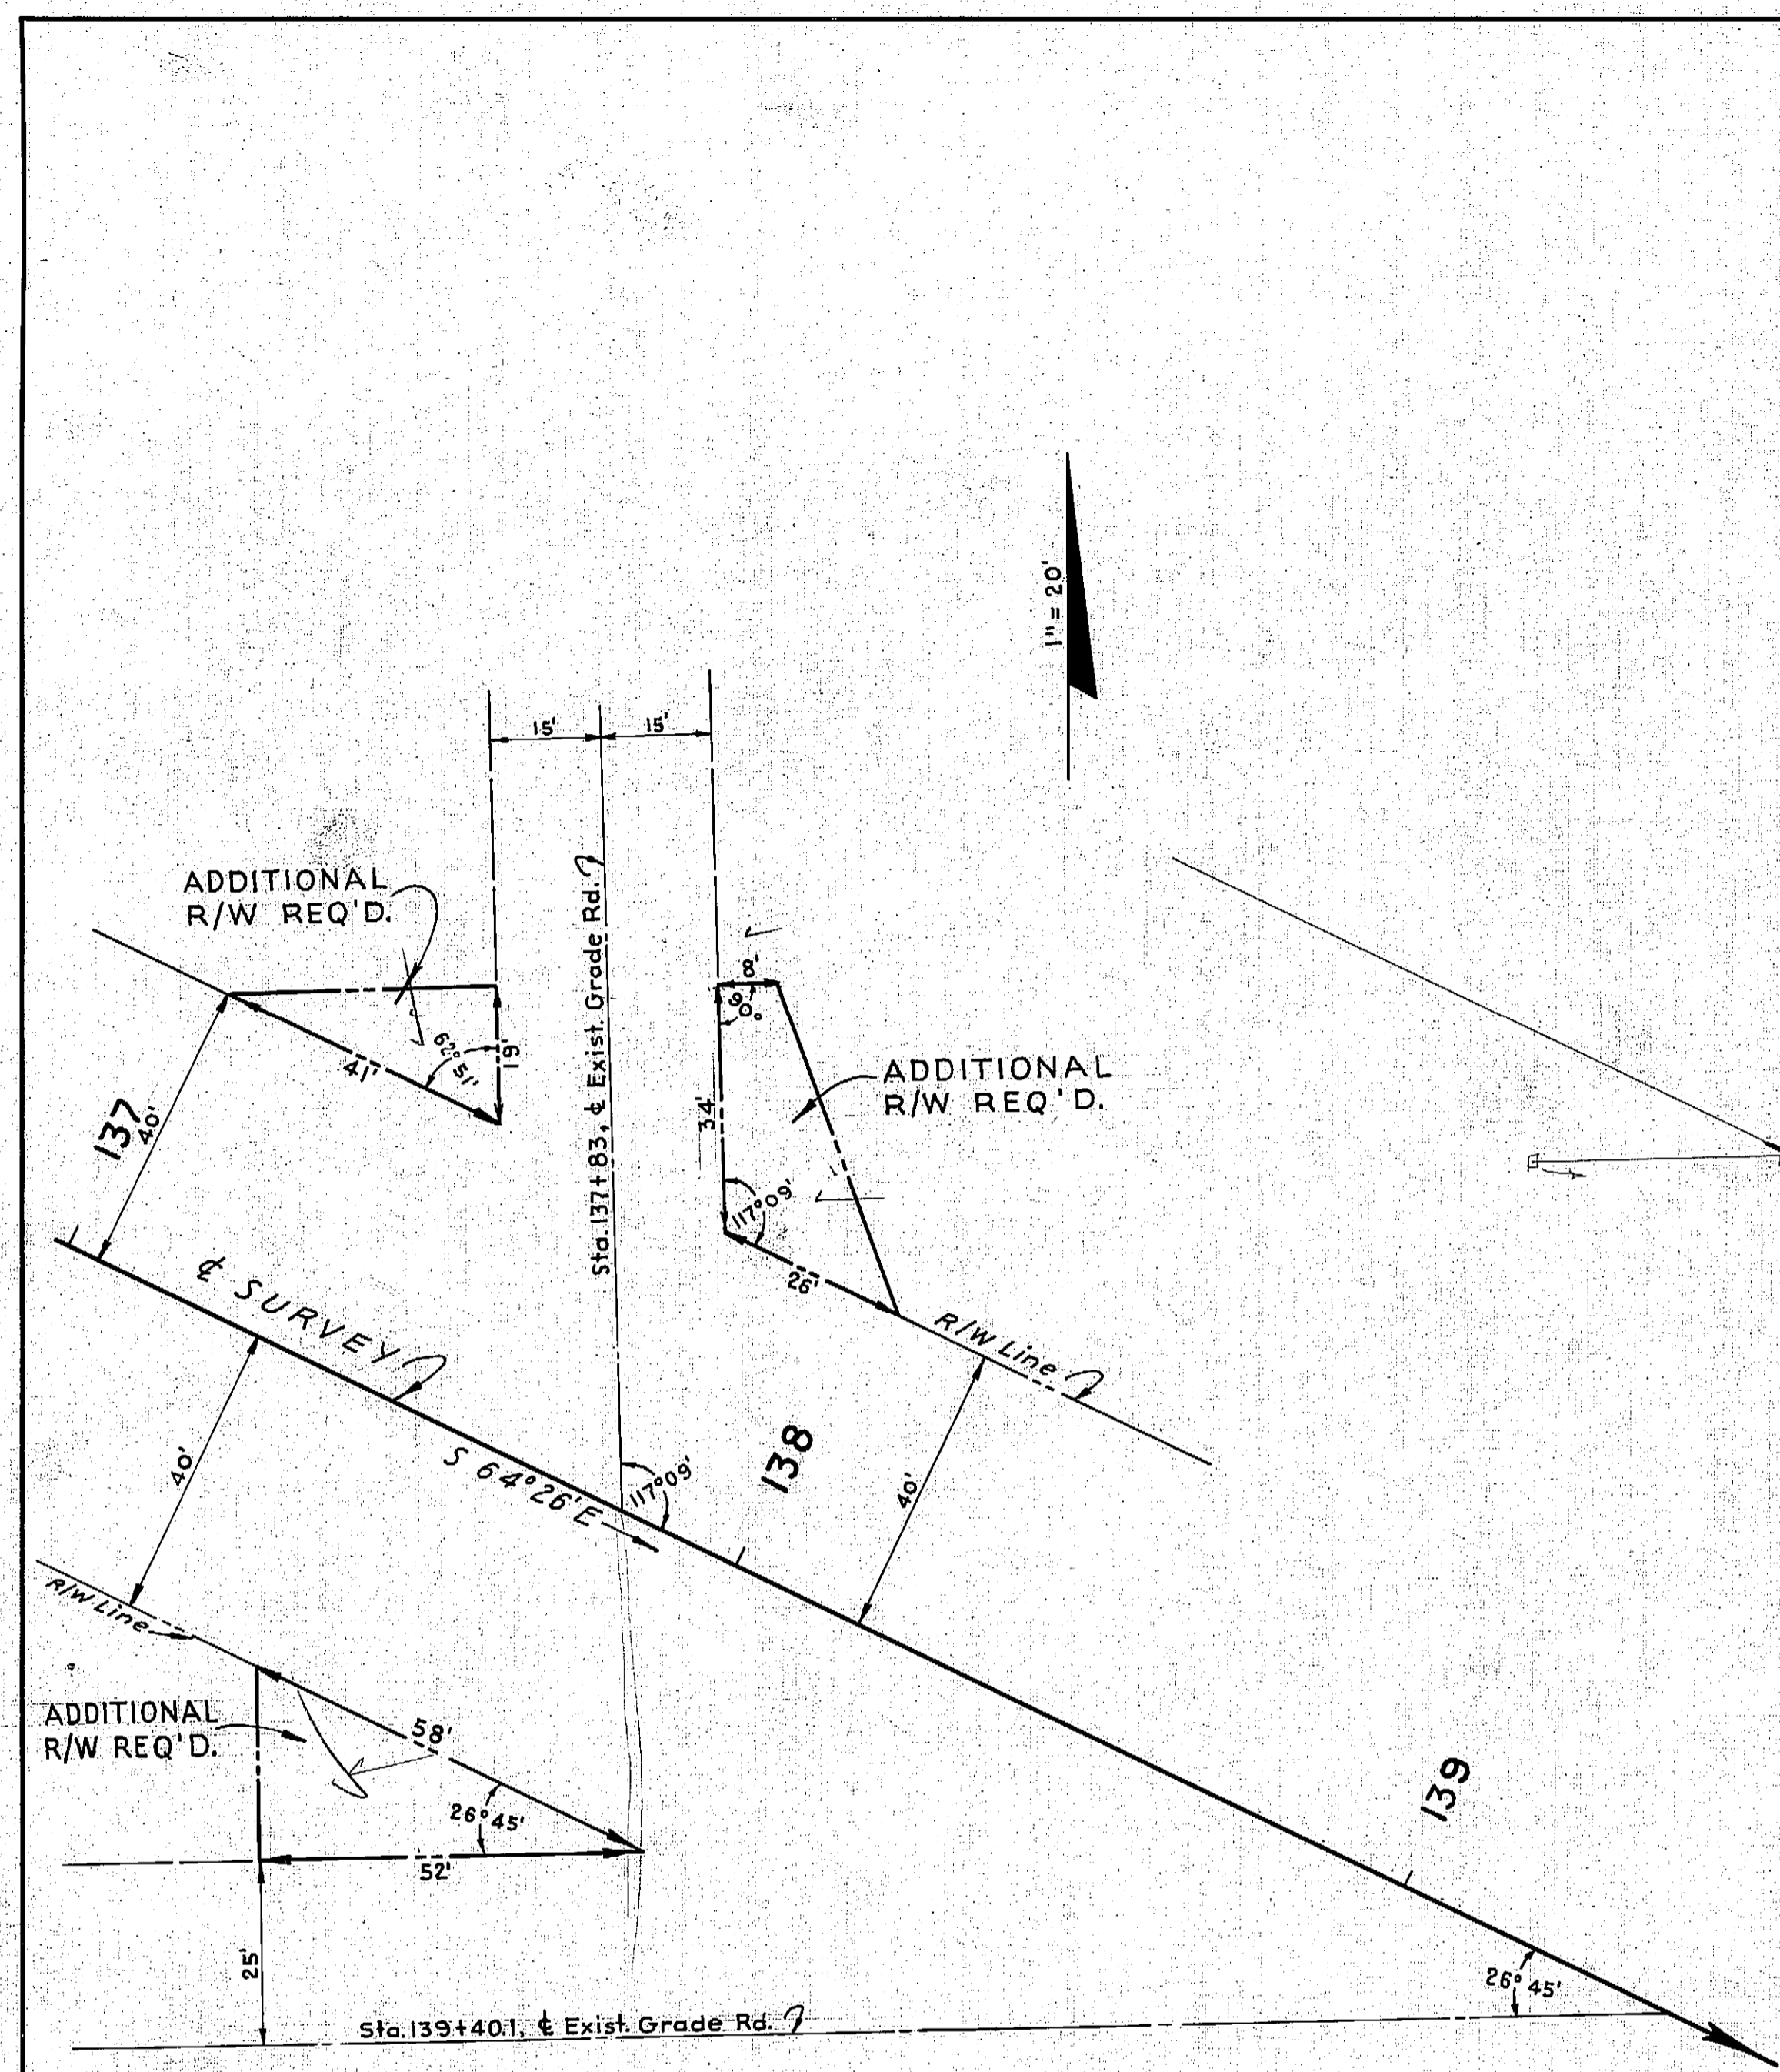 1" = 20'
15'
15'
ADDITIONAL
R/W REQ'D.
Sta. 137+83, ℄ Exist. Grade Rd.
8'
90°
62°51'
19'
41'
34'
ADDITIONAL
R/W REQ'D.
137
40'
117°09'
26'
℄ SURVEY
R/W Line
S 64°26' E
117°09'
138
40'
40'
R/W Line
ADDITIONAL
R/W REQ'D.
58'
26°45'
52'
139
25'
26°45'
Sta. 139+40.1, ℄ Exist. Grade Rd.